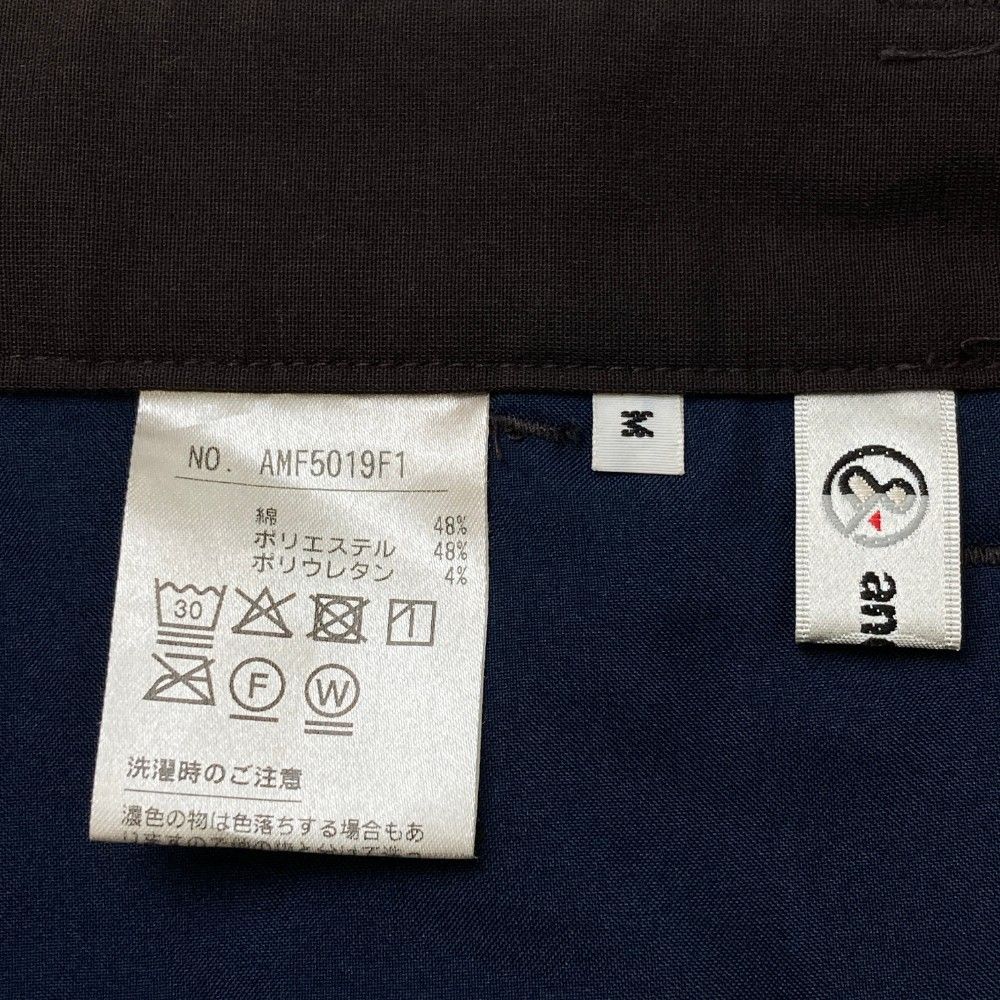 NO. AMF5019F1
綿 48%
ポリエステル 48%
ポリウレタン 4%
30
F
W
洗濯時のご注意
濃色の物は色落ちする場合もあ
M
an